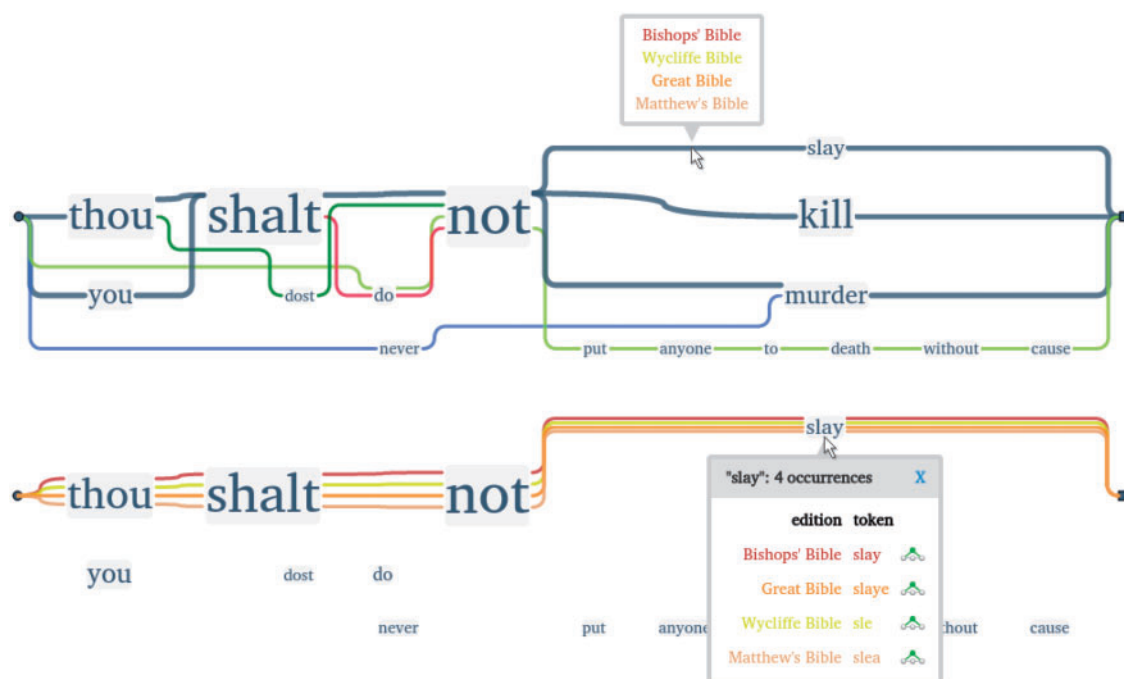 Bishops' Bible
Wycliffe Bible
Great Bible
Matthew's Bible
slay
thou shalt not kill
you dost do murder
never put anyone to death without cause
slay
thou shalt not
"slay": 4 occurrences X
edition token
Bishops' Bible slay
you dost do
Great Bible slaye
never put anyone thout cause
Wycliffe Bible sle
Matthew's Bible slea